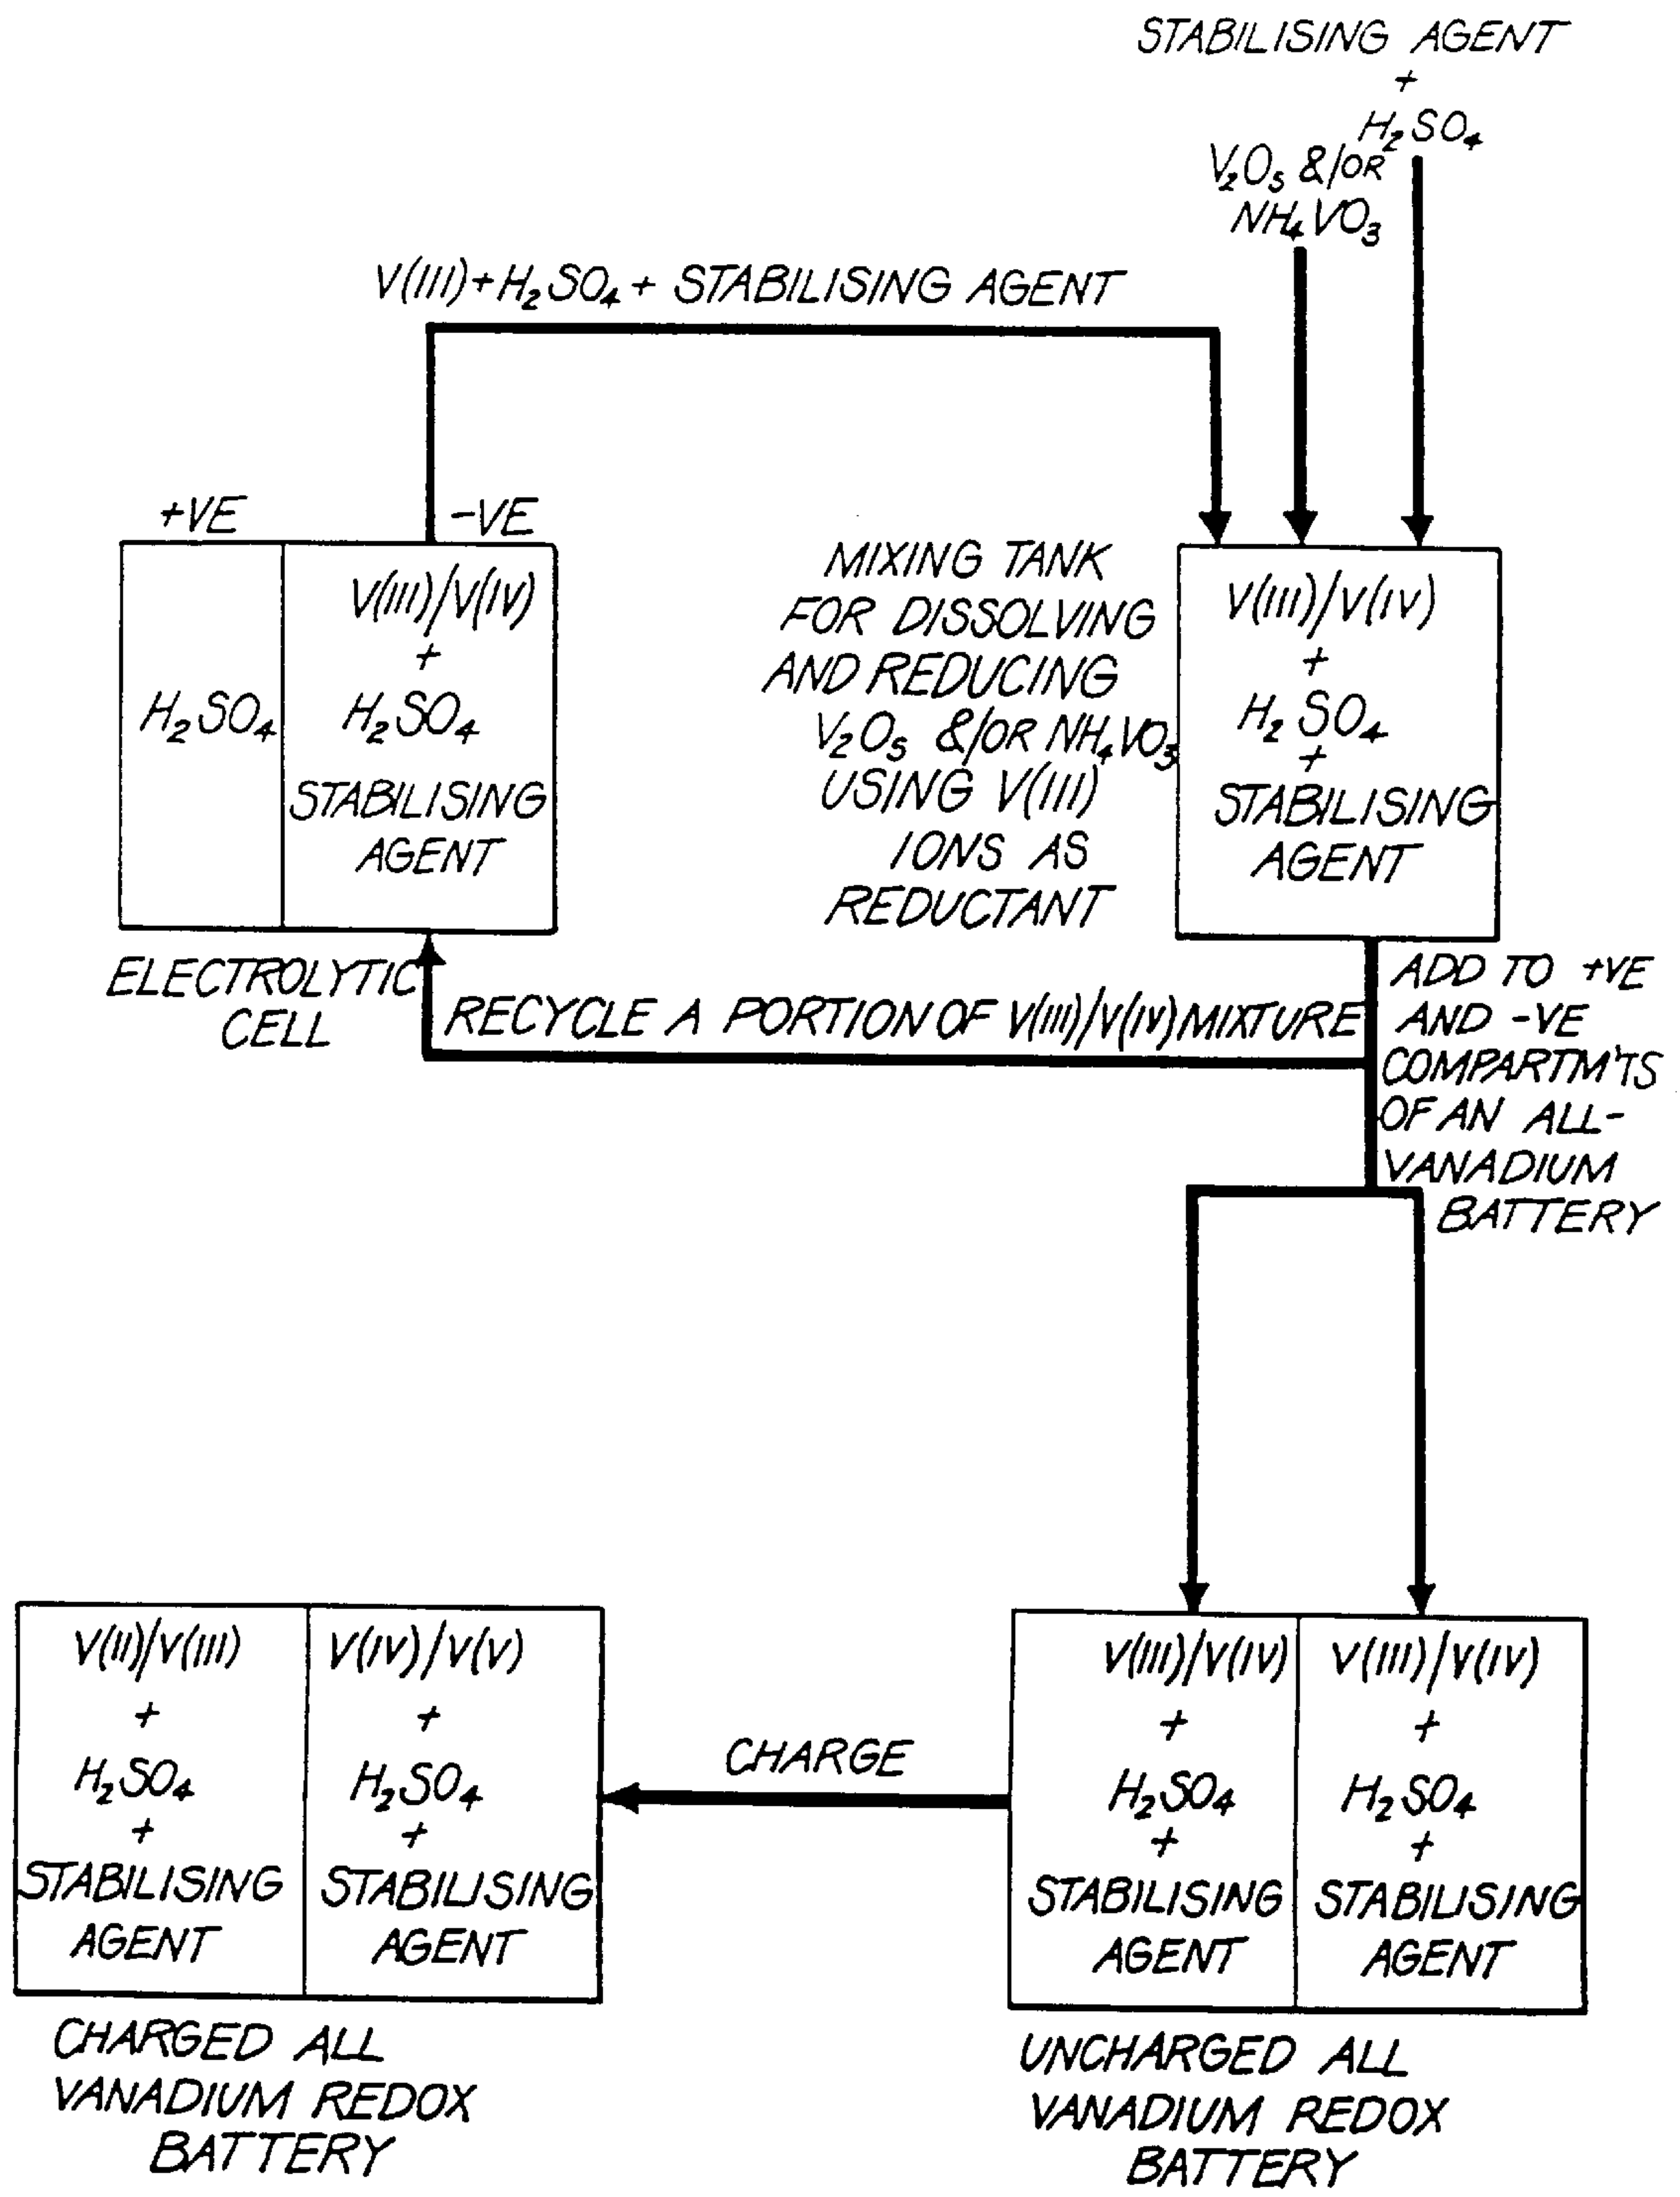 STABILISING AGENT
+
H₂SO₄
V₂O₅ &/OR
NH₄VO₃
V(III)+H₂SO₄+ STABILISING AGENT
+VE
-VE
H₂SO₄
V(III)/V(IV)
+
H₂SO₄
STABILISING
AGENT
ELECTROLYTIC
CELL
MIXING TANK
FOR DISSOLVING
AND REDUCING
V₂O₅ &/OR NH₄VO₃
USING V(III)
IONS AS
REDUCTANT
V(III)/V(IV)
+
H₂SO₄
+
STABILISING
AGENT
RECYCLE A PORTION OF V(III)/V(IV) MIXTURE
ADD TO +VE
AND -VE
COMPARTM'TS
OF AN ALL-
VANADIUM
BATTERY
V(II)/V(III)
+
H₂SO₄
+
STABILISING
AGENT
V(IV)/V(V)
+
H₂SO₄
+
STABILISING
AGENT
CHARGED ALL
VANADIUM REDOX
BATTERY
CHARGE
V(III)/V(IV)
+
H₂SO₄
+
STABILISING
AGENT
V(III)/V(IV)
+
H₂SO₄
+
STABILISING
AGENT
UNCHARGED ALL
VANADIUM REDOX
BATTERY